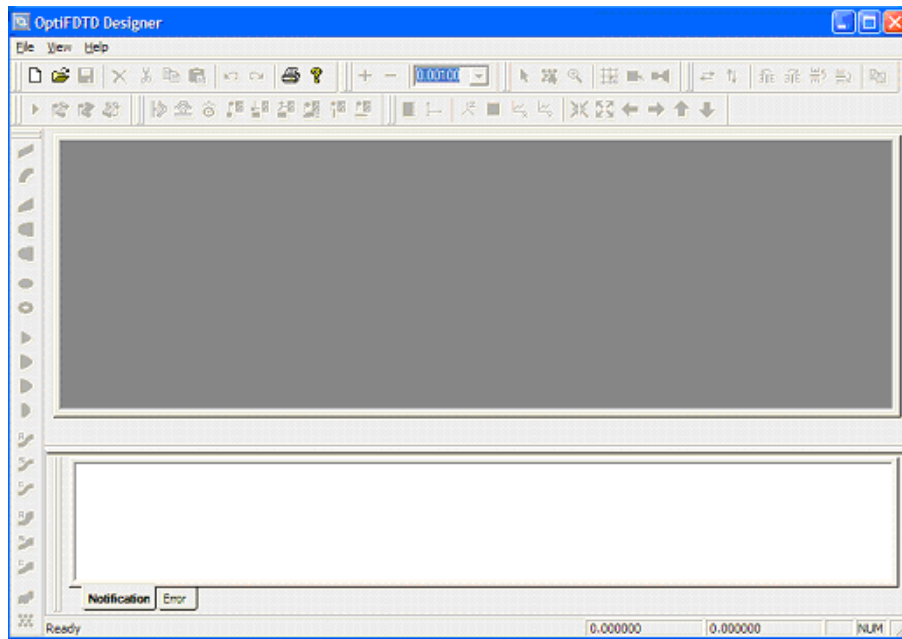 OptiFDTD Designer
File View Help
0.00100
Notification Error
Ready 0.000000 0.000000 NUM